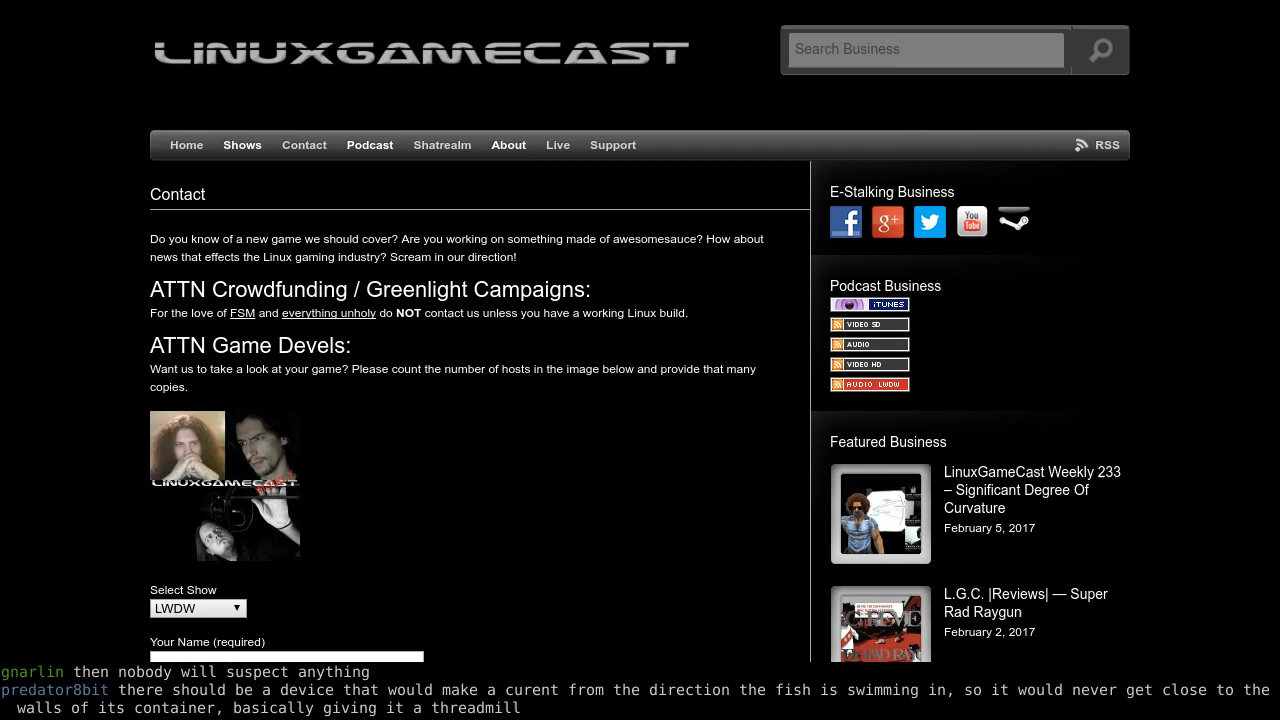 LINUXGAMECAST
Search Business
Home Shows Contact Podcast Shatrealm About Live Support RSS
Contact
Do you know of a new game we should cover? Are you working on something made of awesomesauce? How about
news that effects the Linux gaming industry? Scream in our direction!
ATTN Crowdfunding / Greenlight Campaigns:
For the love of FSM and everything unholy do NOT contact us unless you have a working Linux build.
ATTN Game Devels:
Want us to take a look at your game? Please count the number of hosts in the image below and provide that many
copies.
LINUXGAMECAST
Select Show
LWDW
Your Name (required)
E-Stalking Business
f g+ You Tube
Podcast Business
iTUNES
VIDEO SD
AUDIO
VIDEO HD
AUDIO LWDW
Featured Business
LinuxGameCast Weekly 233
– Significant Degree Of
Curvature
February 5, 2017
L.G.C. |Reviews| — Super
Rad Raygun
February 2, 2017
gnarlin then nobody will suspect anything
predator8bit there should be a device that would make a curent from the direction the fish is swimming in, so it would never get close to the
walls of its container, basically giving it a threadmill